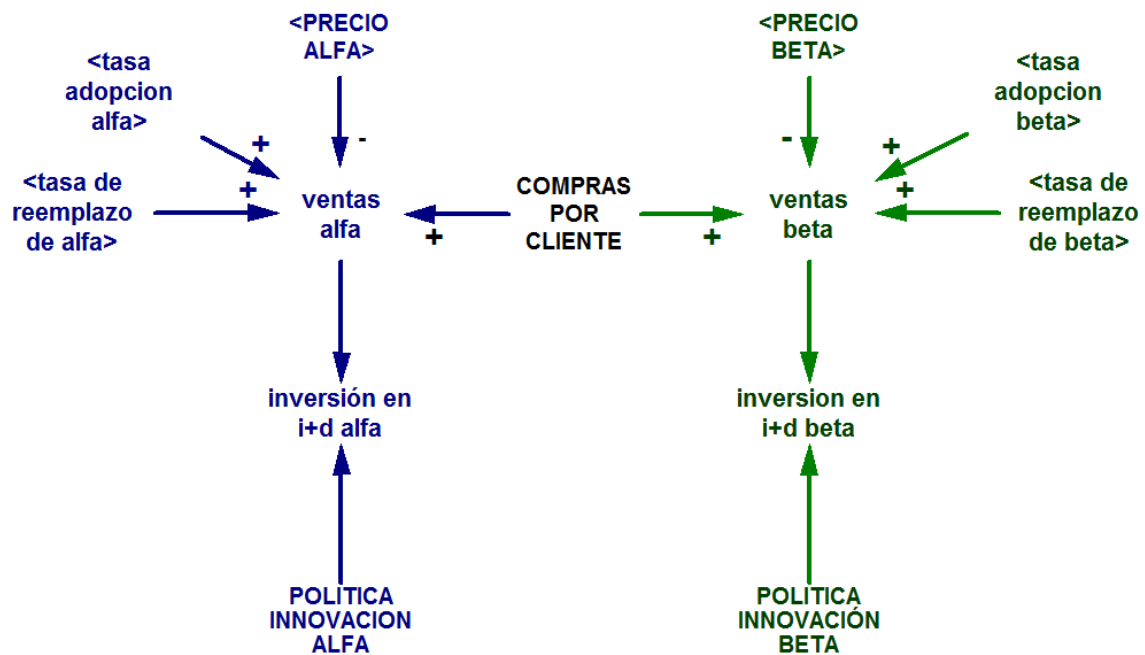 <PRECIO
ALFA>
<PRECIO
BETA>
<tasa
adopcion
alfa>
<tasa
adopcion
beta>
+
-
-
+
<tasa de
reemplazo
de alfa>
+
ventas
alfa
+
COMPRAS
POR
CLIENTE
+
ventas
beta
+
<tasa de
reemplazo
de beta>
inversión en
i+d alfa
inversion en
i+d beta
POLITICA
INNOVACION
ALFA
POLITICA
INNOVACIÓN
BETA